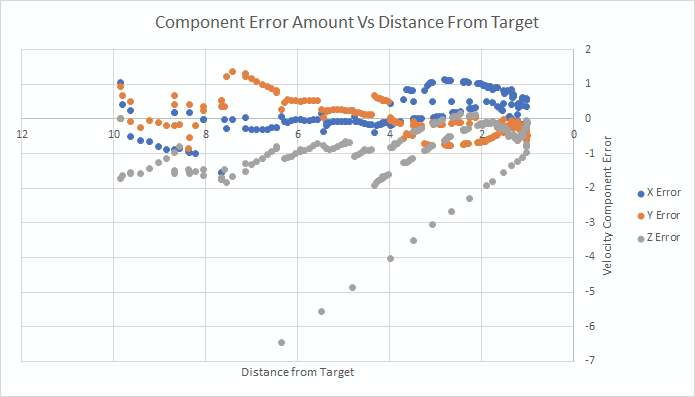 Component Error Amount Vs Distance From Target
2
1
0
-1
-2
-3
-4
-5
-6
-7
12
10
8
6
4
2
0
Distance from Target
Velocity Component Error
X Error
Y Error
Z Error